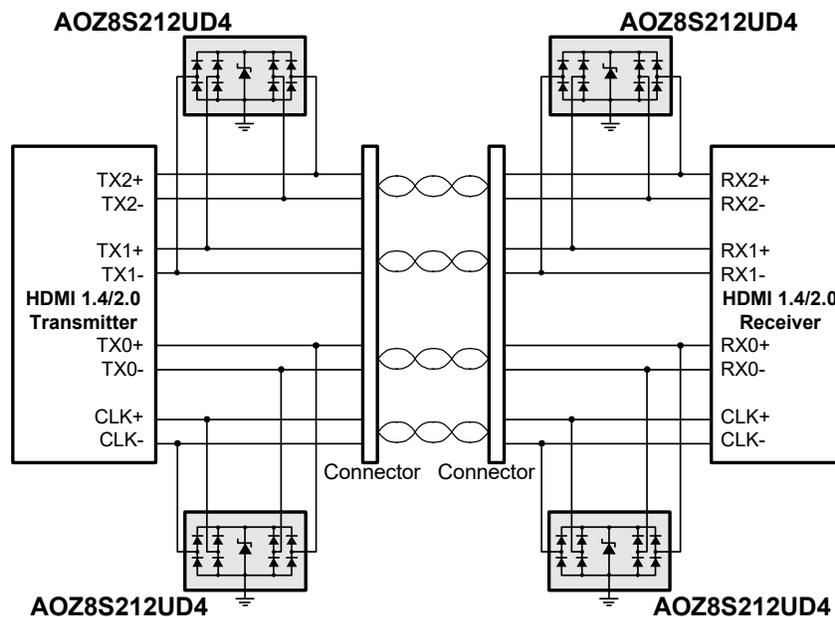 AOZ8S212UD4
AOZ8S212UD4
TX2+
TX2-
TX1+
TX1-
HDMI 1.4/2.0
Transmitter
TX0+
TX0-
CLK+
CLK-
RX2+
RX2-
RX1+
RX1-
HDMI 1.4/2.0
Receiver
RX0+
RX0-
CLK+
CLK-
Connector
Connector
AOZ8S212UD4
AOZ8S212UD4